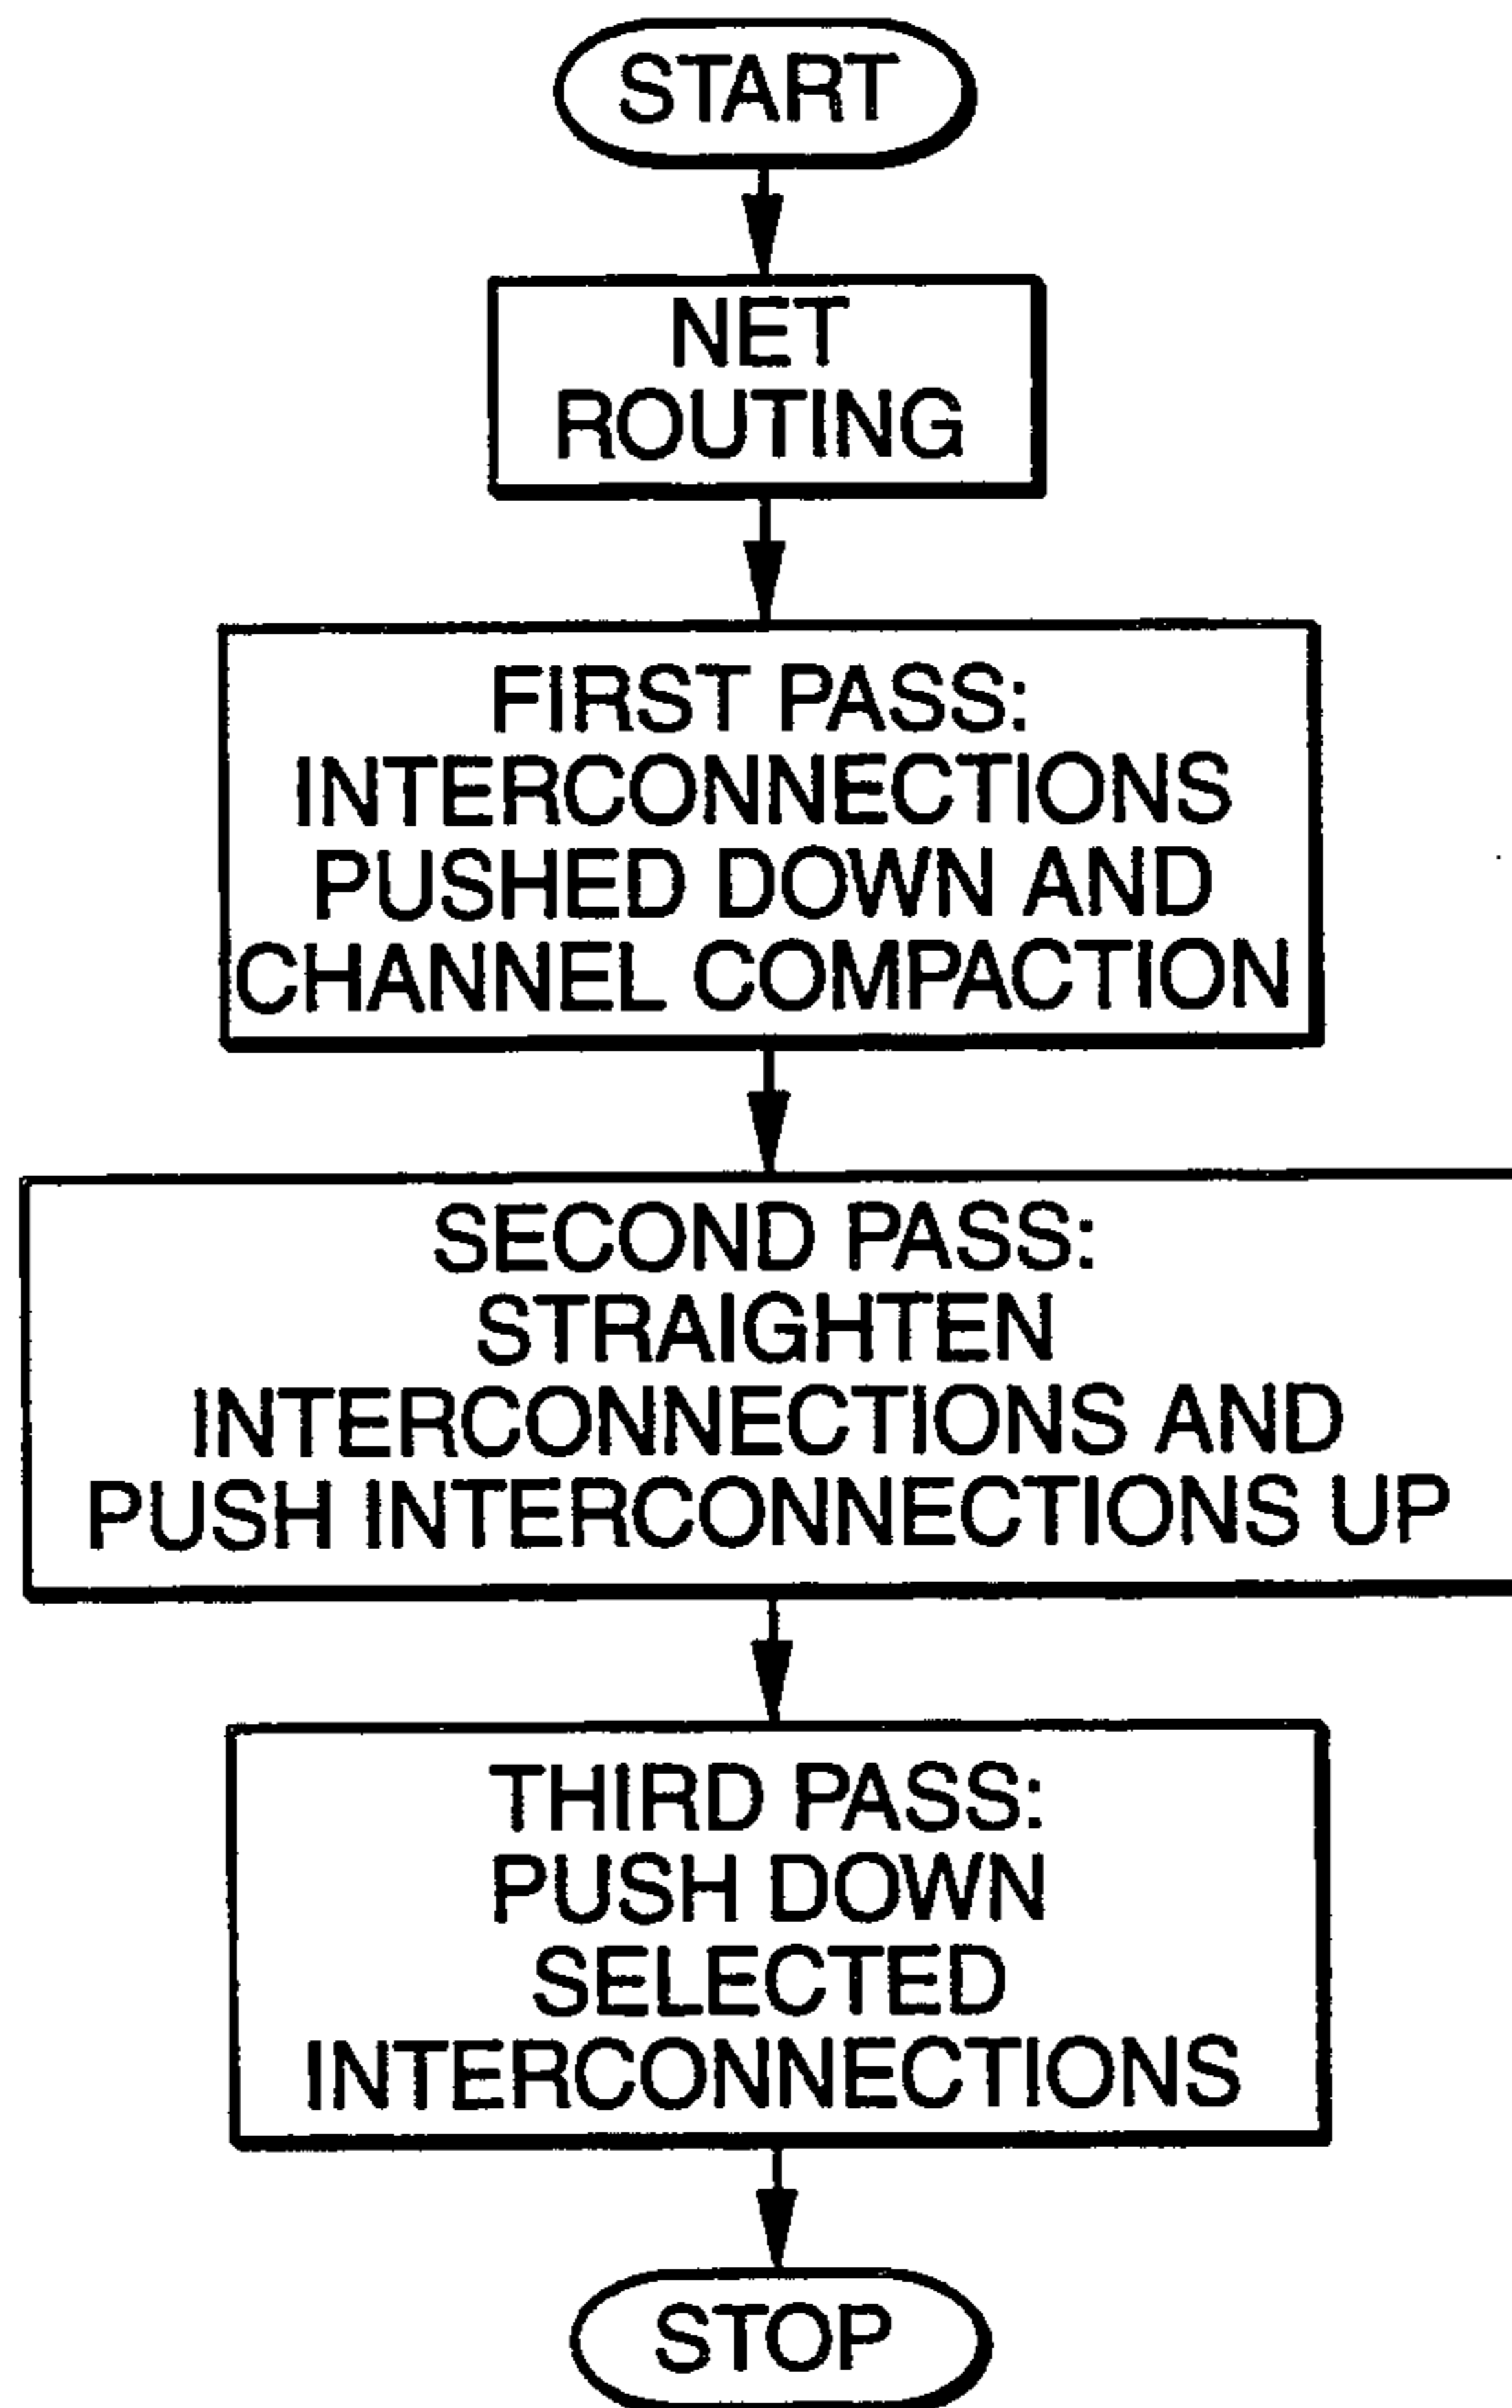 START
NET
ROUTING
FIRST PASS:
INTERCONNECTIONS
PUSHED DOWN AND
CHANNEL COMPACTION
SECOND PASS:
STRAIGHTEN
INTERCONNECTIONS AND
PUSH INTERCONNECTIONS UP
THIRD PASS:
PUSH DOWN
SELECTED
INTERCONNECTIONS
STOP